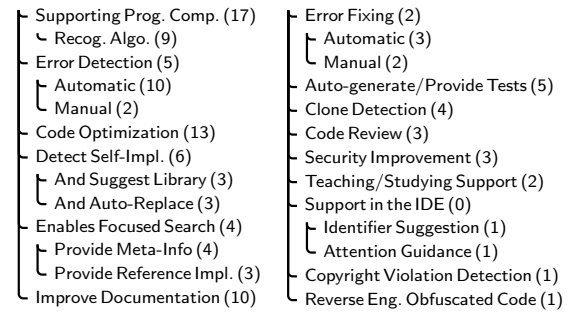 Supporting Prog. Comp. (17)
Recog. Algo. (9)
Error Detection (5)
Automatic (10)
Manual (2)
Code Optimization (13)
Detect Self-Impl. (6)
And Suggest Library (3)
And Auto-Replace (3)
Enables Focused Search (4)
Provide Meta-Info (4)
Provide Reference Impl. (3)
Improve Documentation (10)
Error Fixing (2)
Automatic (3)
Manual (2)
Auto-generate/Provide Tests (5)
Clone Detection (4)
Code Review (3)
Security Improvement (3)
Teaching/Studying Support (2)
Support in the IDE (0)
Identifier Suggestion (1)
Attention Guidance (1)
Copyright Violation Detection (1)
Reverse Eng. Obfuscated Code (1)